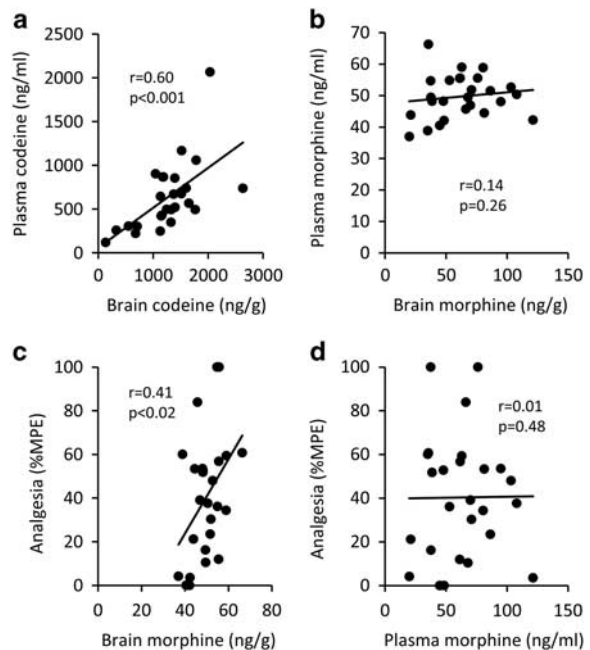 a
r=0.60
p<0.001
Plasma codeine (ng/ml)
2500
2000
1500
1000
500
0
0 1000 2000 3000
Brain codeine (ng/g)
b
Plasma morphine (ng/ml)
70
60
50
40
30
20
10
0
r=0.14
p=0.26
0 50 100 150
Brain morphine (ng/g)
c
r=0.41
p<0.02
Analgesia (%MPE)
100
80
60
40
20
0
0 20 40 60 80
Brain morphine (ng/g)
d
r=0.01
p=0.48
Analgesia (%MPE)
100
80
60
40
20
0
0 50 100 150
Plasma morphine (ng/ml)